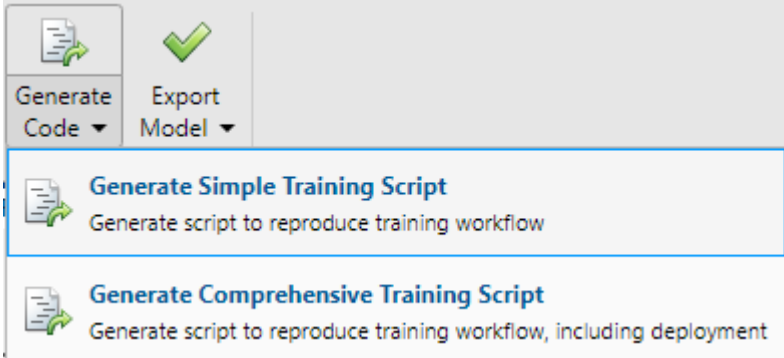 Generate
Code
Export
Model
Generate Simple Training Script
Generate script to reproduce training workflow
Generate Comprehensive Training Script
Generate script to reproduce training workflow, including deployment